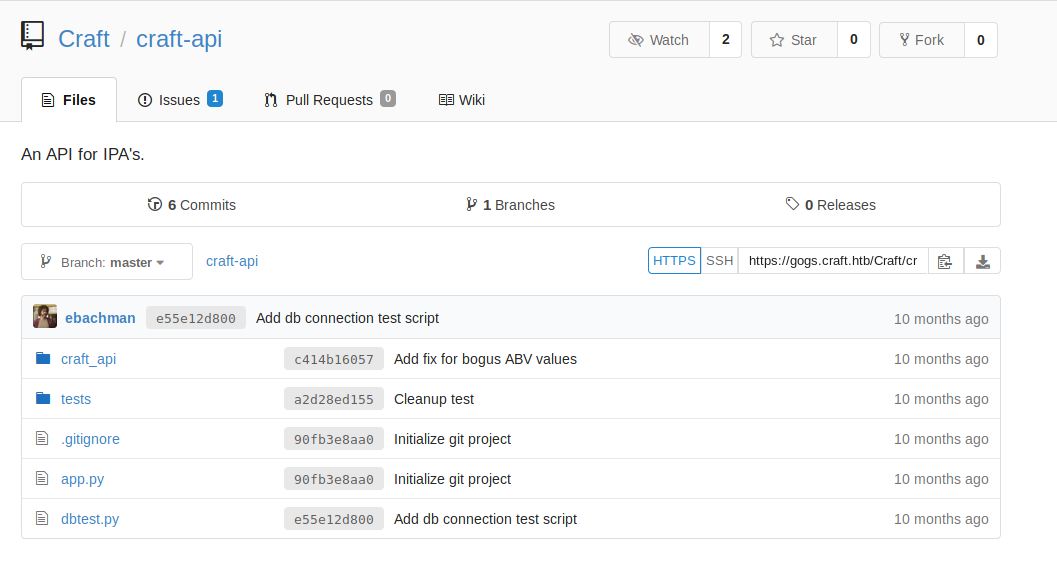 Craft / craft-api
Watch 2 Star 0 Fork 0
Files Issues 1 Pull Requests 0 Wiki
An API for IPA's.
6 Commits 1 Branches 0 Releases
Branch: master craft-api HTTPS SSH https://gogs.craft.htb/Craft/cr
ebachman e55e12d800 Add db connection test script 10 months ago
craft_api c414b16057 Add fix for bogus ABV values 10 months ago
tests a2d28ed155 Cleanup test 10 months ago
.gitignore 90fb3e8aa0 Initialize git project 10 months ago
app.py 90fb3e8aa0 Initialize git project 10 months ago
dbtest.py e55e12d800 Add db connection test script 10 months ago